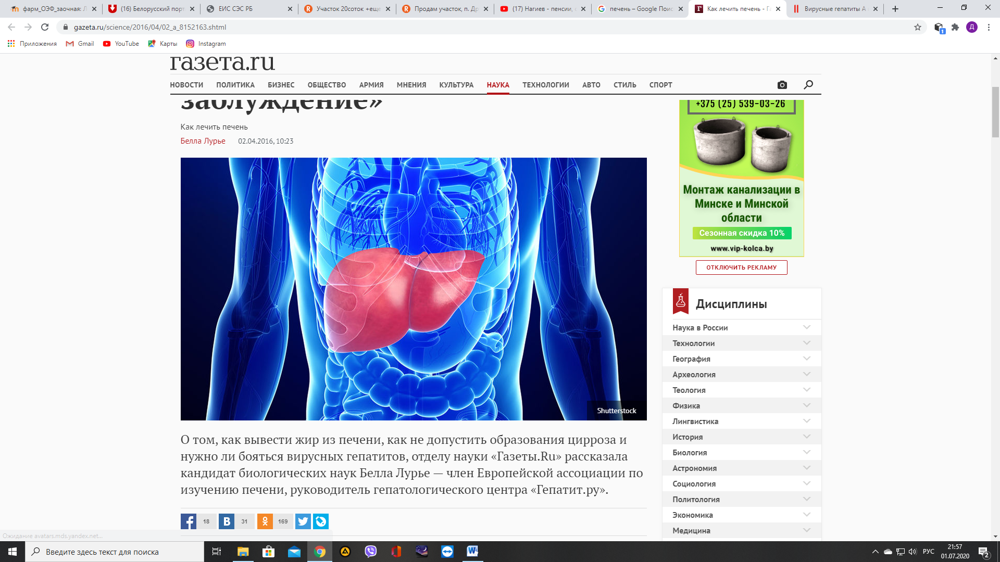 фарм_ОЭФ_заочная: Л
(16) Белорусский порт
ЕИС СЭС РБ
Участок 20соток +еще
Продам участок, п. Др
(17) Нагиев - пенсии, с
печень – Google Поис
Как лечить печень - Г
Вирусные гепатиты А
gazeta.ru/science/2016/04/02_a_8152163.shtml
Д
1
Приложения
Gmail
YouTube
Карты
Instagram
газета.ru
НОВОСТИ ПОЛИТИКА БИЗНЕС ОБЩЕСТВО АРМИЯ МНЕНИЯ КУЛЬТУРА НАУКА ТЕХНОЛОГИИ АВТО СТИЛЬ СПОРТ
заблуждение»
Как лечить печень
Белла Лурье 02.04.2016, 10:23
Shutterstock
О том, как вывести жир из печени, как не допустить образования цирроза и
нужно ли бояться вирусных гепатитов, отделу науки «Газеты.Ru» рассказала
кандидат биологических наук Белла Лурье — член Европейской ассоциации по
изучению печени, руководитель гепатологического центра «Гепатит.ру».
18 31 169
+375 (25) 539-03-26
Монтаж канализации в
Минске и Минской
области
Сезонная скидка 10%
www.vip-kolca.by
ОТКЛЮЧИТЬ РЕКЛАМУ
Дисциплины
Наука в России
Технологии
География
Археология
Теология
Физика
Лингвистика
История
Биология
Астрономия
Социология
Политология
Экономика
Медицина
Ожидание avatars.mds.yandex.net...
Введите здесь текст для поиска
РУС
21:57
01.07.2020
2